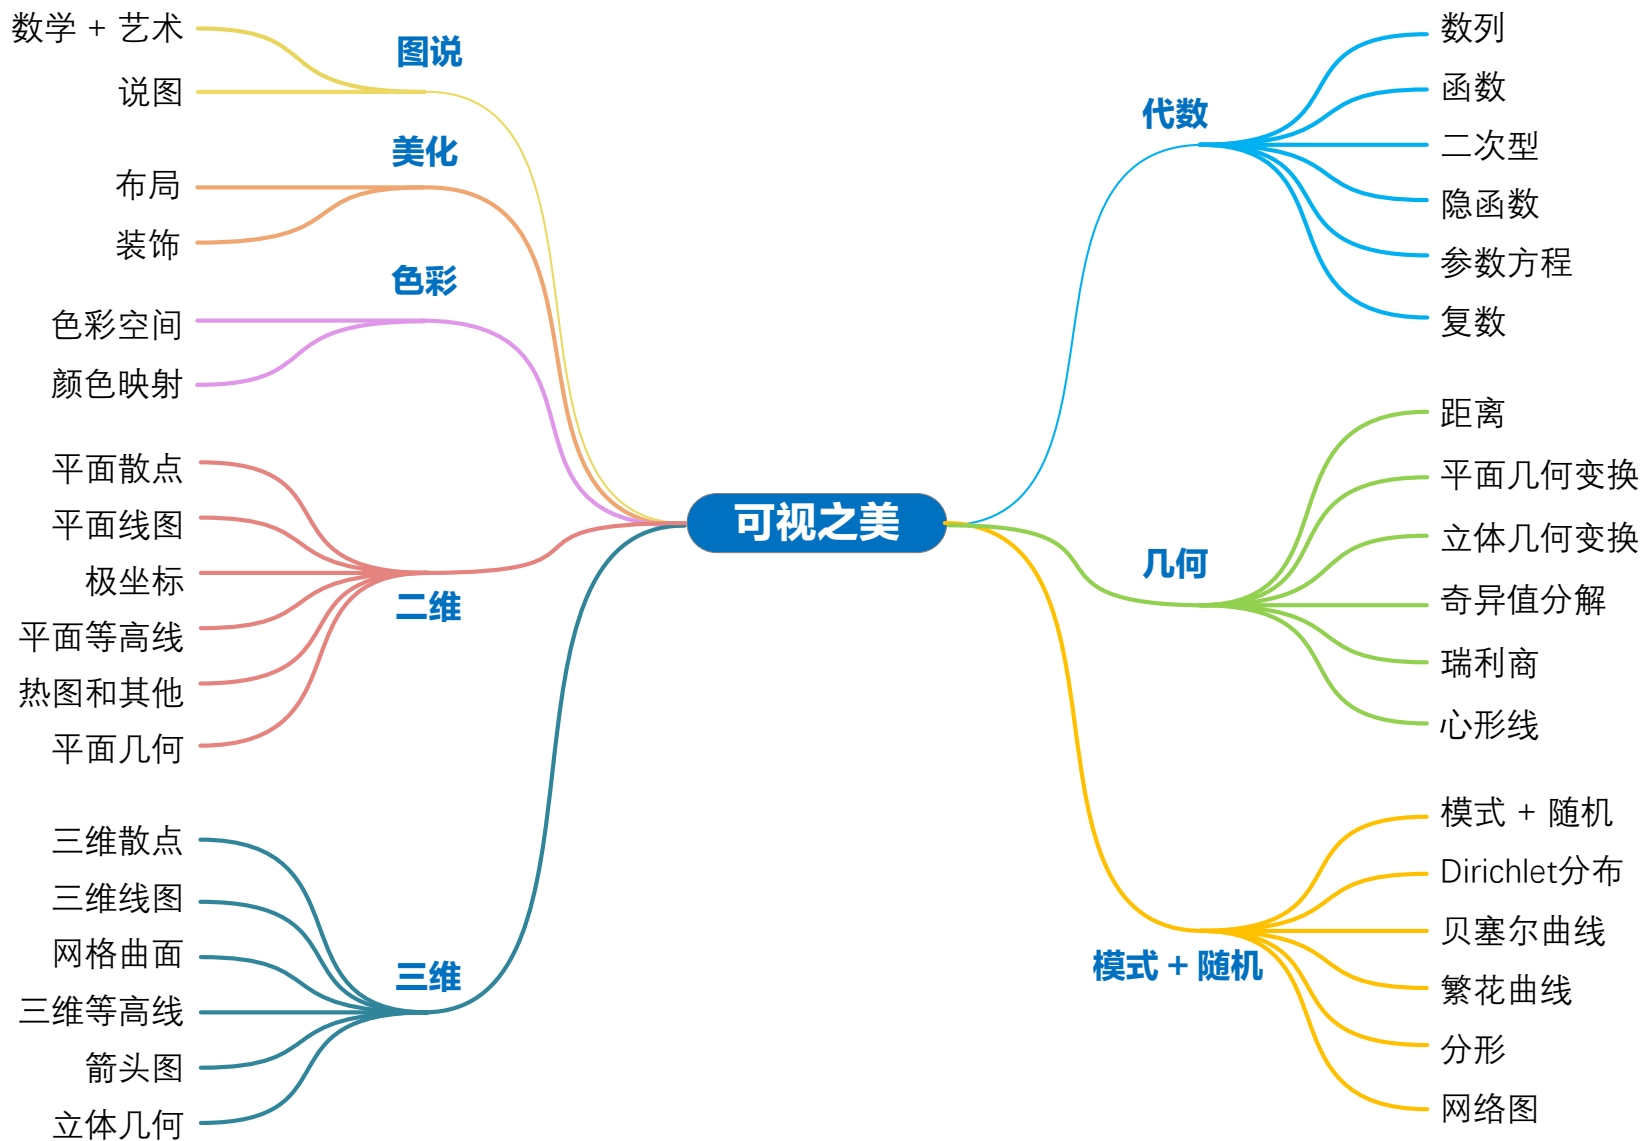 可视之美
图说
数学 + 艺术
说图
美化
布局
装饰
色彩
色彩空间
颜色映射
二维
平面散点
平面线图
极坐标
平面等高线
热图和其他
平面几何
三维
三维散点
三维线图
网格曲面
三维等高线
箭头图
立体几何
代数
数列
函数
二次型
隐函数
参数方程
复数
几何
距离
平面几何变换
立体几何变换
奇异值分解
瑞利商
心形线
模式 + 随机
模式 + 随机
Dirichlet分布
贝塞尔曲线
繁花曲线
分形
网络图